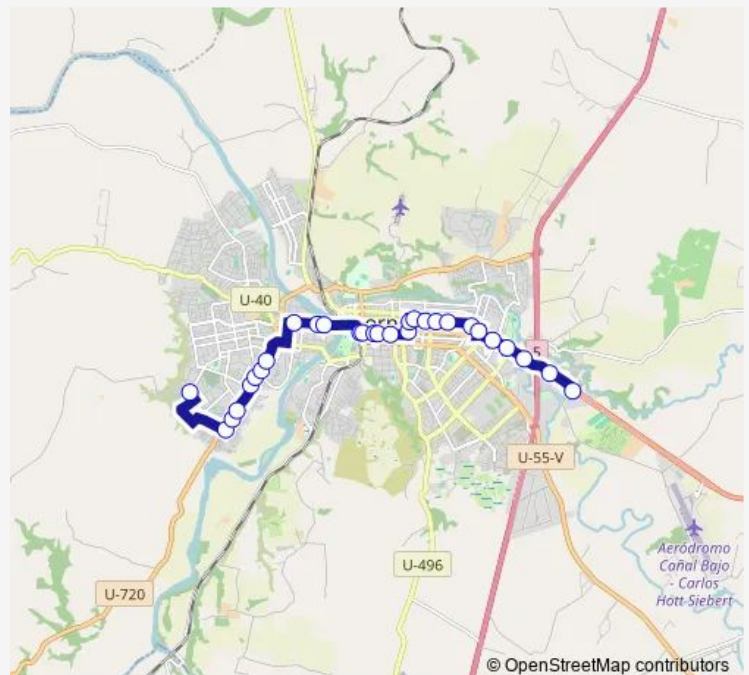 U-40
5
U-55-V
U-496
Aeródromo
Cañal Bajo
- Carlos
Hott Siebert
U-720
© OpenStreetMap contributors